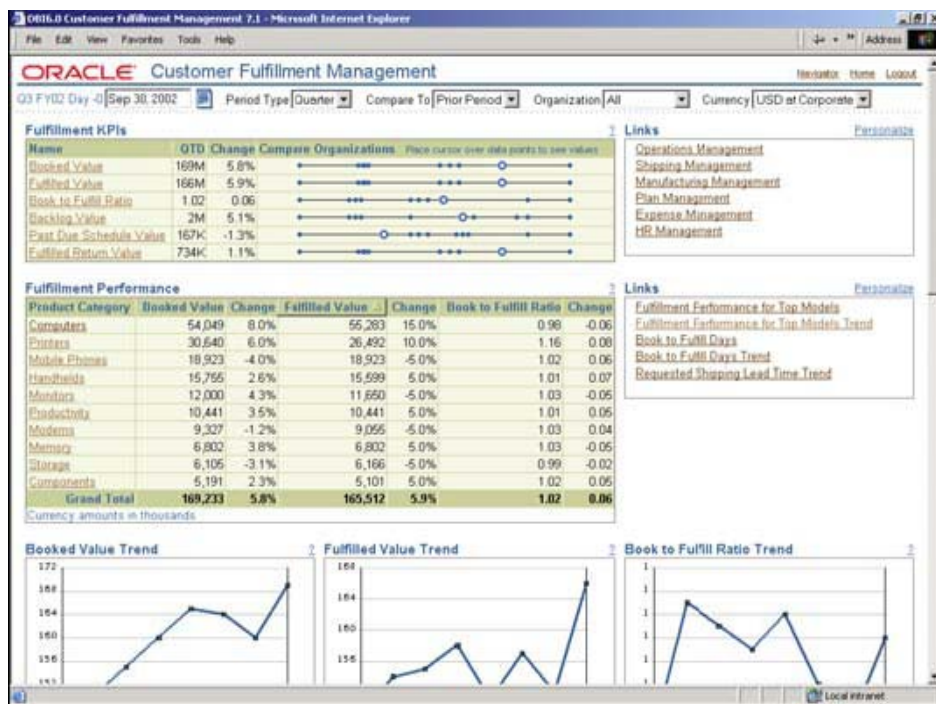 OBI6.0 Customer Fulfillment Management 7.1 - Microsoft Internet Explorer
File Edit View Favorites Tools Help
Address
ORACLE Customer Fulfillment Management
Navigator Home Logout
Q3 FY02 Day -0 Sep 30, 2002 Period Type Quarter Compare To Prior Period Organization All Currency USD at Corporate
Fulfillment KPIs ?
Name QTD Change Compare Organizations Place cursor over data points to see values
Booked Value 169M 5.8%
Fulfilled Value 166M 5.9%
Book to Fulfill Ratio 1.02 0.06
Backlog Value 2M 5.1%
Past Due Schedule Value 167K -1.3%
Fulfilled Return Value 734K 1.1%
Links Personalize
Operations Management
Shipping Management
Manufacturing Management
Plan Management
Expense Management
HR Management
Fulfillment Performance ?
Product Category Booked Value Change Fulfilled Value Change Book to Fulfill Ratio Change
Computers 54,049 8.0% 55,283 15.0% 0.98 -0.06
Printers 30,640 6.0% 26,492 10.0% 1.16 0.08
Mobile Phones 18,923 -4.0% 18,923 -5.0% 1.02 0.06
Handhelds 15,755 2.6% 15,599 5.0% 1.01 0.07
Monitors 12,000 4.3% 11,650 -5.0% 1.03 -0.05
Productivity 10,441 3.5% 10,441 5.0% 1.01 0.05
Modems 9,327 -1.2% 9,055 -5.0% 1.03 0.04
Memory 6,802 3.8% 6,802 5.0% 1.03 -0.05
Storage 6,105 -3.1% 6,166 -5.0% 0.99 -0.02
Components 5,191 2.3% 5,101 5.0% 1.02 0.05
Grand Total 169,233 5.8% 165,512 5.9% 1.02 0.06
Currency amounts in thousands
Links Personalize
Fulfillment Performance for Top Models
Fulfillment Performance for Top Models Trend
Book to Fulfill Days
Book to Fulfill Days Trend
Requested Shipping Lead Time Trend
Booked Value Trend ?
172
168
164
160
156
152
Fulfilled Value Trend ?
168
164
160
156
Book to Fulfill Ratio Trend ?
1
1
1
1
1
Local intranet